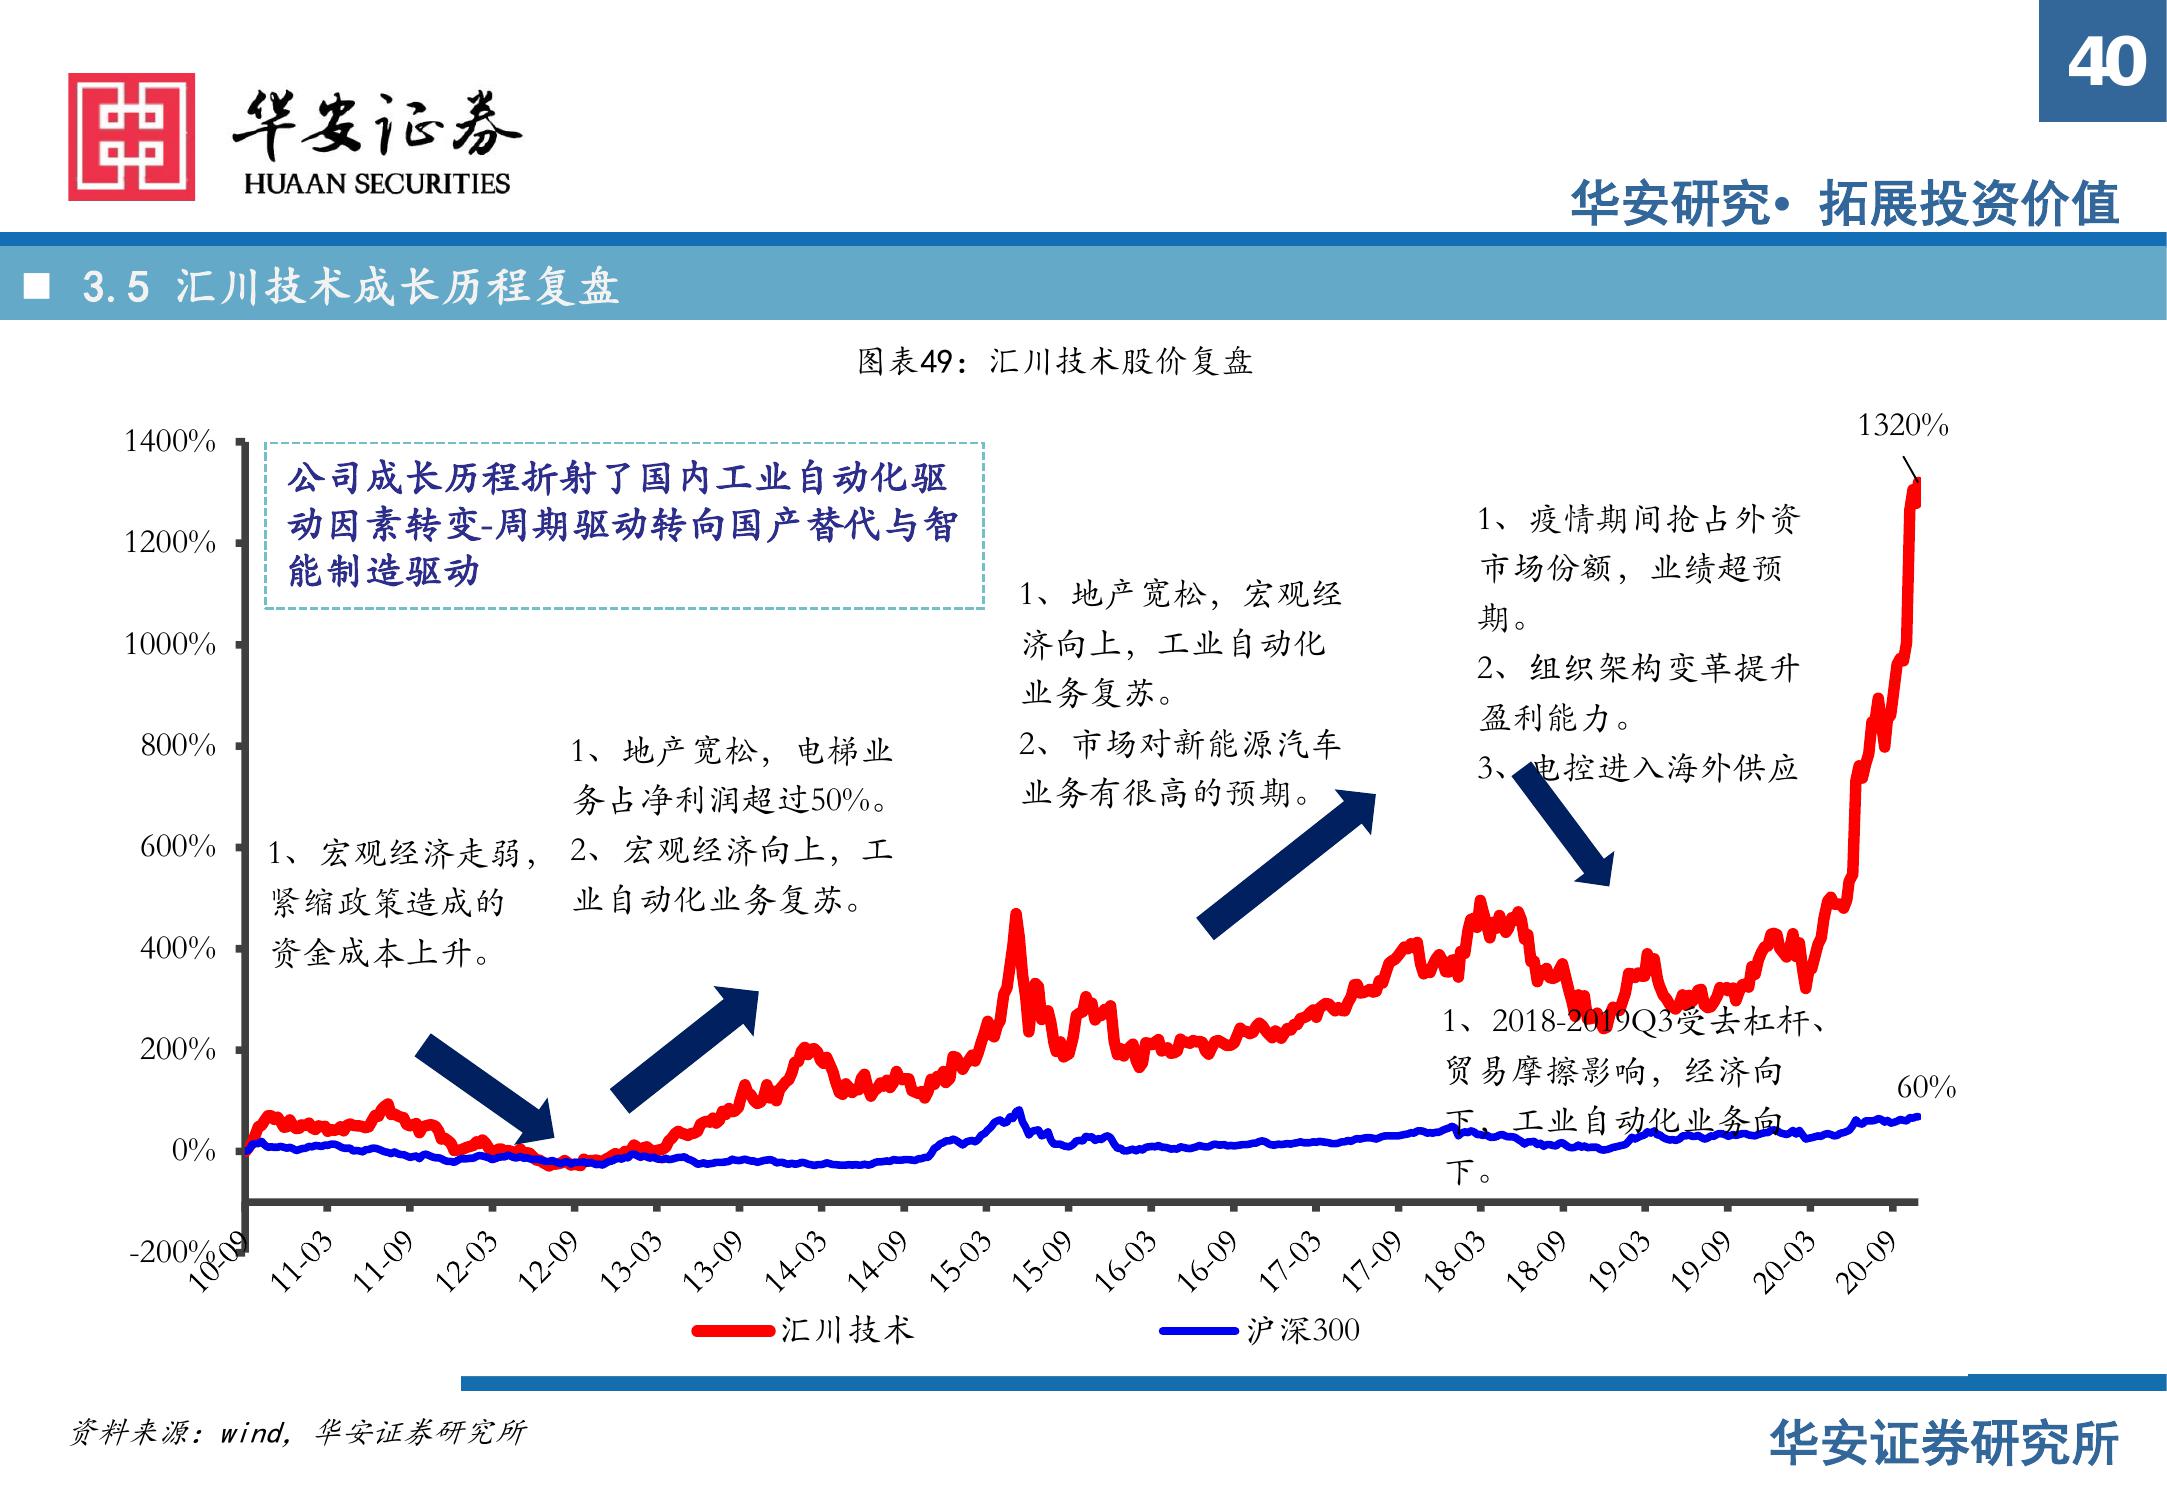 40
华安证券
HUAAN SECURITIES
华安研究• 拓展投资价值
3.5 汇川技术成长历程复盘
图表49：汇川技术股价复盘
1400%
1200%
1000%
800%
600%
400%
200%
0%
-200%
公司成长历程折射了国内工业自动化驱
动因素转变-周期驱动转向国产替代与智
能制造驱动
1、宏观经济走弱，
紧缩政策造成的
资金成本上升。
1、地产宽松，电梯业
务占净利润超过50%。
2、宏观经济向上，工
业自动化业务复苏。
1、地产宽松，宏观经
济向上，工业自动化
业务复苏。
2、市场对新能源汽车
业务有很高的预期。
1、疫情期间抢占外资
市场份额，业绩超预
期。
2、组织架构变革提升
盈利能力。
3、电控进入海外供应
1320%
1、2018-2019Q3受去杠杆、
贸易摩擦影响，经济向
下，工业自动化业务向
下。
60%
10-09
11-03
11-09
12-03
12-09
13-03
13-09
14-03
14-09
15-03
15-09
16-03
16-09
17-03
17-09
18-03
18-09
19-03
19-09
20-03
20-09
汇川技术
沪深300
资料来源：wind，华安证券研究所
华安证券研究所